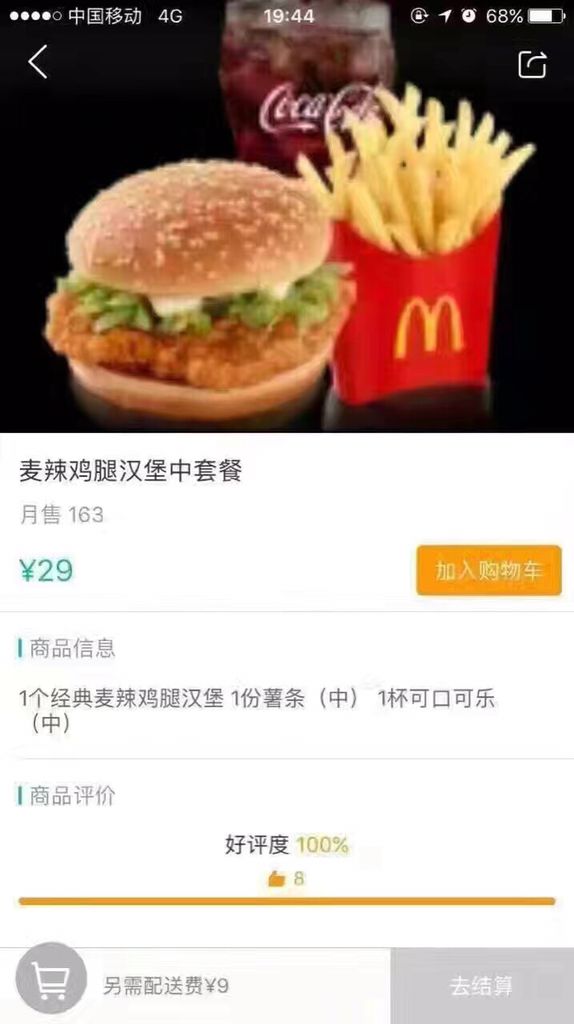 中国移动 4G 19:44 68%
Coca-Cola
麦辣鸡腿汉堡中套餐
月售 163
¥29
加入购物车
商品信息
1个经典麦辣鸡腿汉堡 1份薯条（中） 1杯可口可乐
（中）
商品评价
好评度 100%
8
另需配送费¥9
去结算